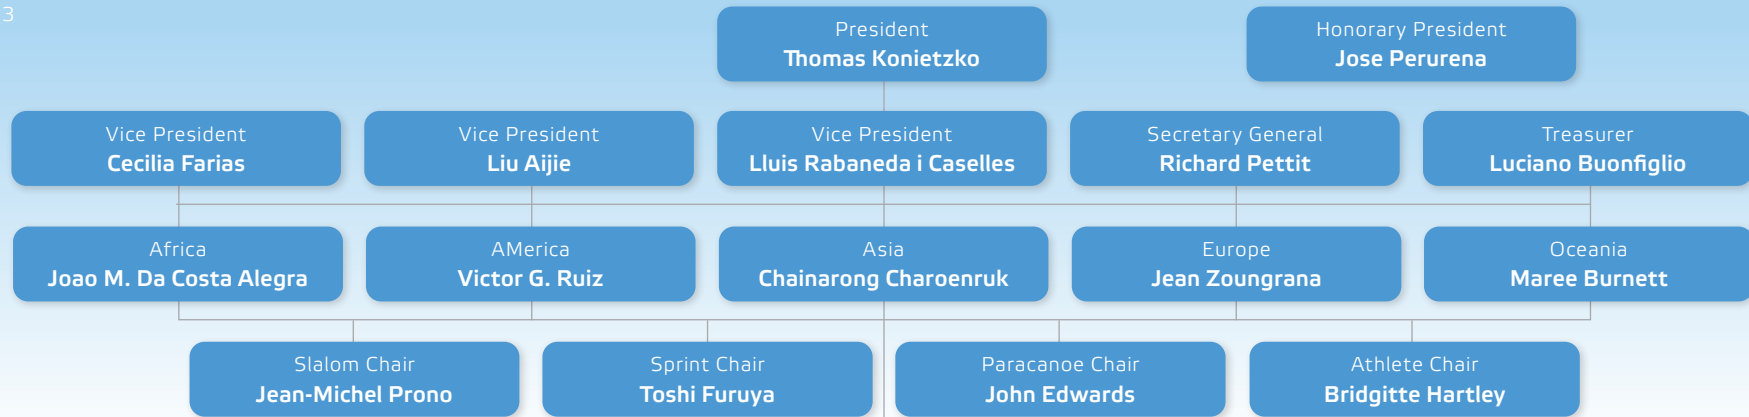 3
President
Thomas Konietzko
Honorary President
Jose Perurena
Vice President
Cecilia Farias
Vice President
Liu Aijie
Vice President
Lluis Rabaneda i Caselles
Secretary General
Richard Pettit
Treasurer
Luciano Buonfiglio
Africa
Joao M. Da Costa Alegra
AMerica
Victor G. Ruiz
Asia
Chainarong Charoenruk
Europe
Jean Zoungrana
Oceania
Maree Burnett
Slalom Chair
Jean-Michel Prono
Sprint Chair
Toshi Furuya
Paracanoe Chair
John Edwards
Athlete Chair
Bridgitte Hartley